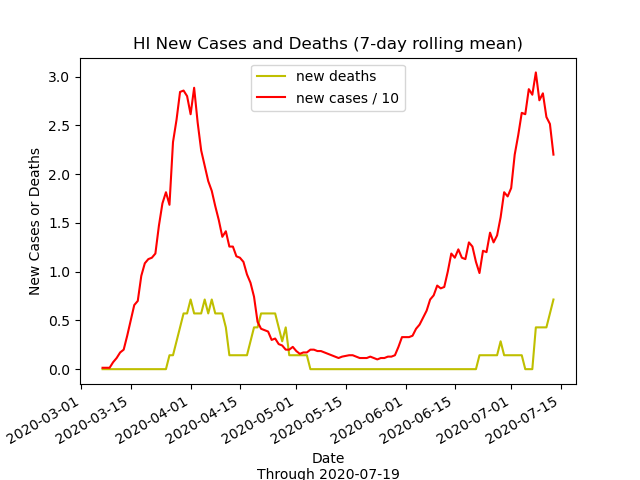 HI New Cases and Deaths (7-day rolling mean)
new deaths
new cases / 10
New Cases or Deaths
3.0
2.5
2.0
1.5
1.0
0.5
0.0
2020-03-01
2020-03-15
2020-04-01
2020-04-15
2020-05-01
2020-05-15
2020-06-01
2020-06-15
2020-07-01
2020-07-15
Date
Through 2020-07-19